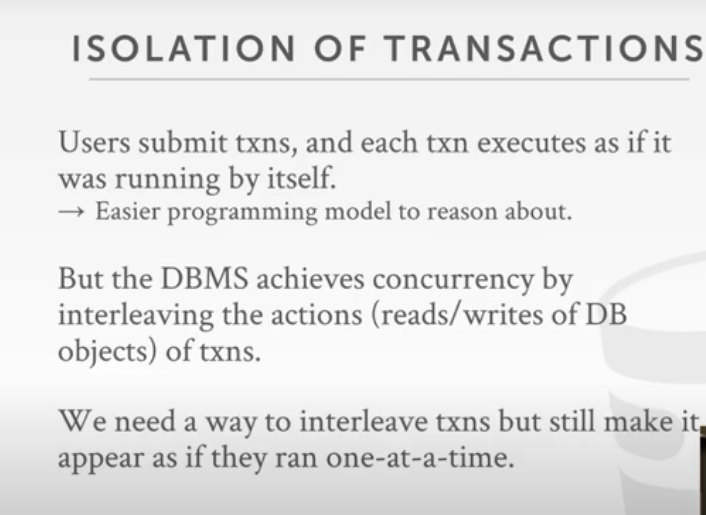 ISOLATION OF TRANSACTIONS
Users submit txns, and each txn executes as if it
was running by itself.
→ Easier programming model to reason about.
But the DBMS achieves concurrency by
interleaving the actions (reads/writes of DB
objects) of txns.
We need a way to interleave txns but still make it
appear as if they ran one-at-a-time.